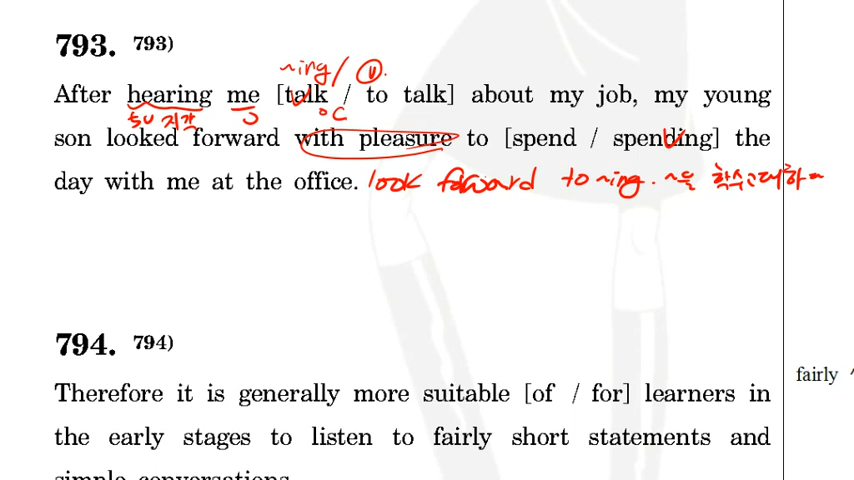 793. 793)
~ing / ⓥ.
After hearing me [talk / to talk] about my job, my young
5V 지각 O OC
son looked forward with pleasure to [spend / spending] the
day with me at the office. look forward to ~ing. ~을 학수고대하
794. 794)
Therefore it is generally more suitable [of / for] learners in
fairly
the early stages to listen to fairly short statements and
simple conversations.